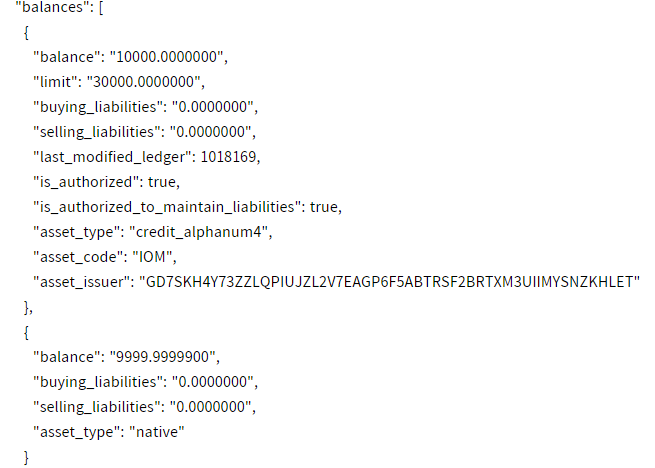 "balances": [
{
"balance": "10000.0000000",
"limit": "30000.0000000",
"buying_liabilities": "0.0000000",
"selling_liabilities": "0.0000000",
"last_modified_ledger": 1018169,
"is_authorized": true,
"is_authorized_to_maintain_liabilities": true,
"asset_type": "credit_alphanum4",
"asset_code": "IOM",
"asset_issuer": "GD7SKH4Y73ZZLQPIUJZL2V7EAGP6F5ABTRSF2BRTXM3UIIMYSNZKHLET"
},
{
"balance": "9999.9999900",
"buying_liabilities": "0.0000000",
"selling_liabilities": "0.0000000",
"asset_type": "native"
}